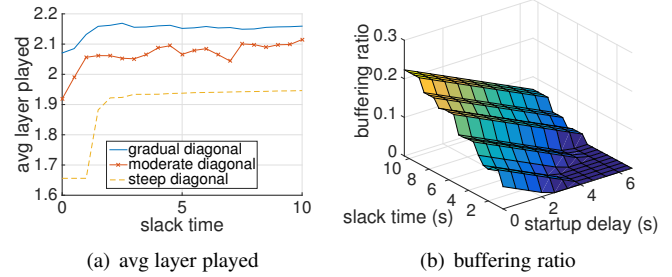 2.2
2.1
2
1.9
1.8
1.7
1.6
avg layer played
gradual diagonal
moderate diagonal
steep diagonal
0
5
10
slack time
(a) avg layer played
0.3
0.2
0.1
0
buffering ratio
10
8
6
4
2
slack time (s)
0
2
4
6
startup delay (s)
(b) buffering ratio